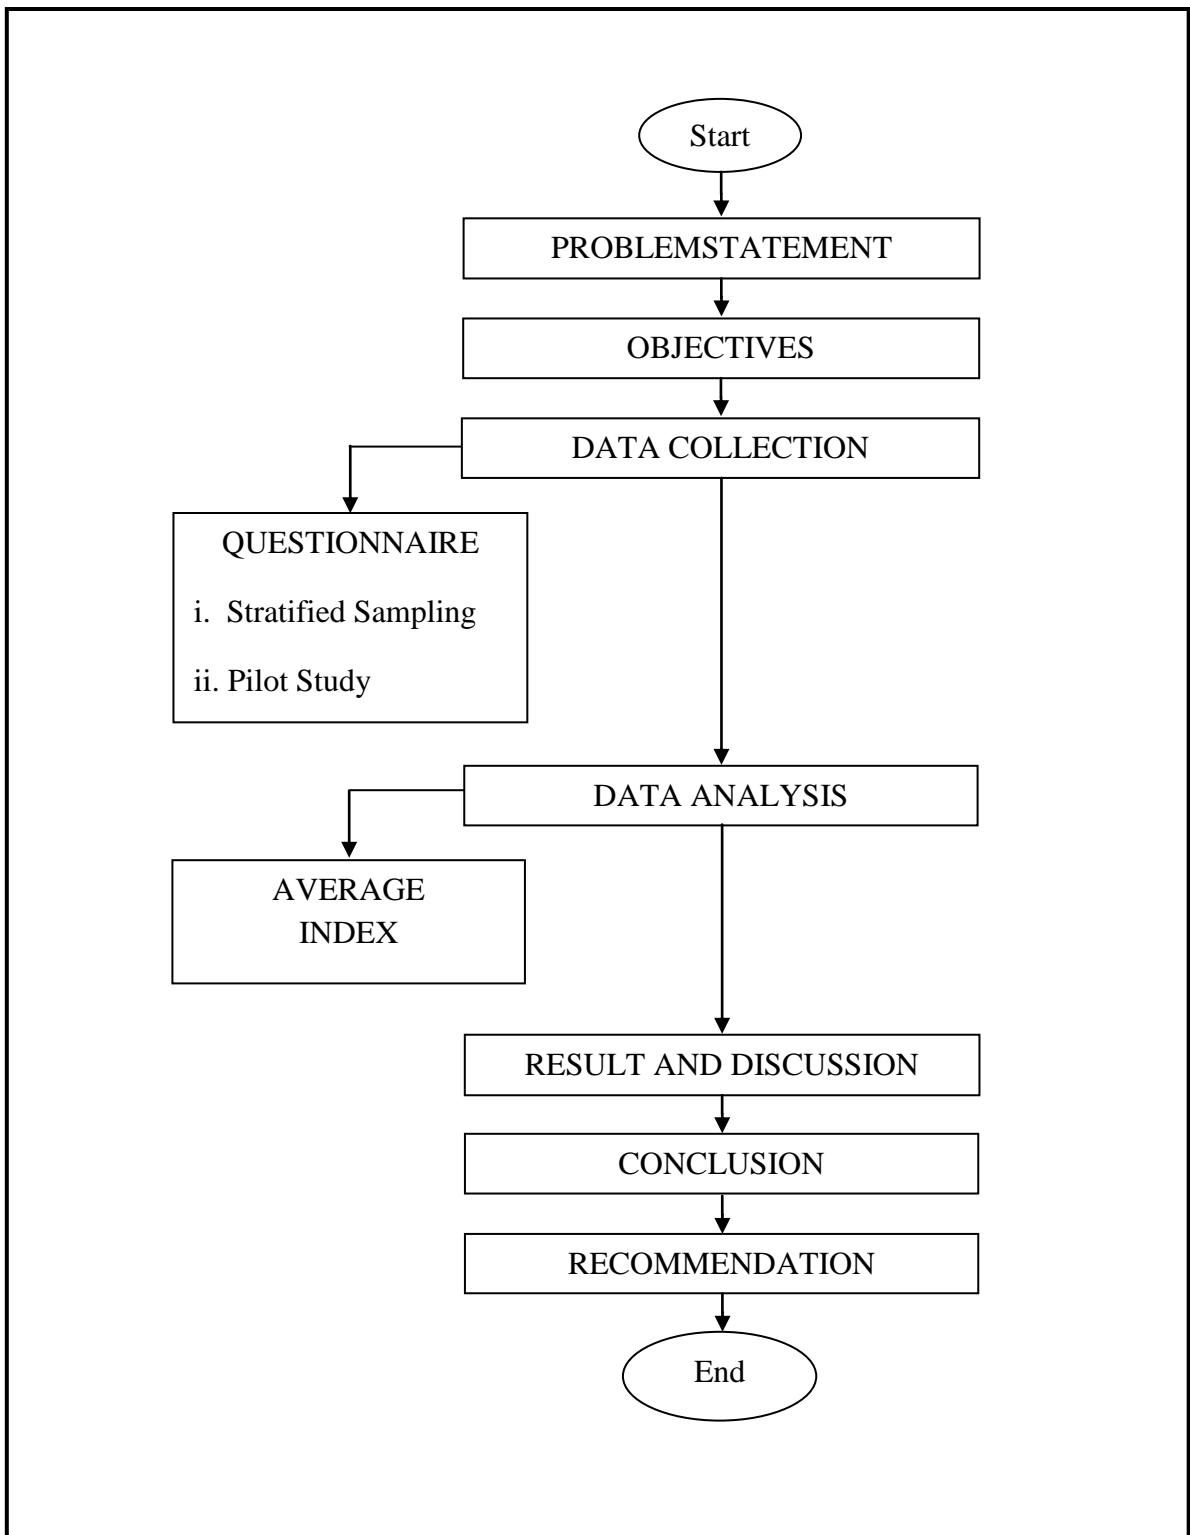 Start
PROBLEMSTATEMENT
OBJECTIVES
DATA COLLECTION
QUESTIONNAIRE
i. Stratified Sampling
ii. Pilot Study
DATA ANALYSIS
AVERAGE
INDEX
RESULT AND DISCUSSION
CONCLUSION
RECOMMENDATION
End